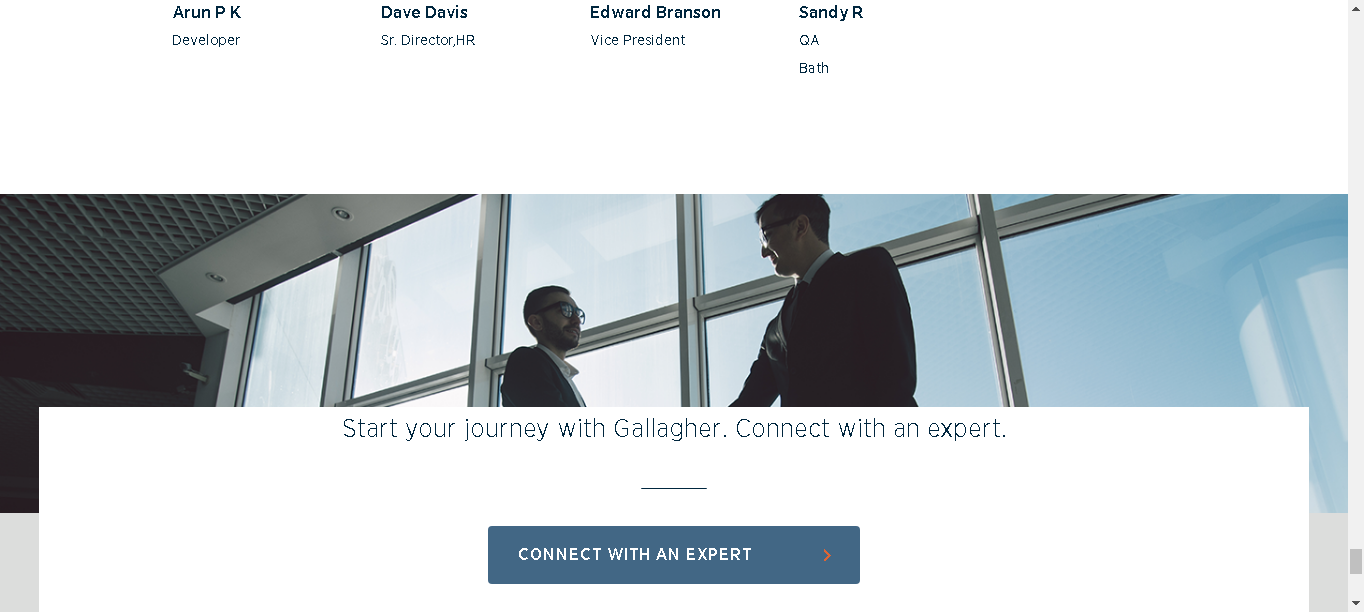 Arun P K
Developer
Dave Davis
Sr. Director,HR
Edward Branson
Vice President
Sandy R
QA
Bath
Start your journey with Gallagher. Connect with an expert.
CONNECT WITH AN EXPERT